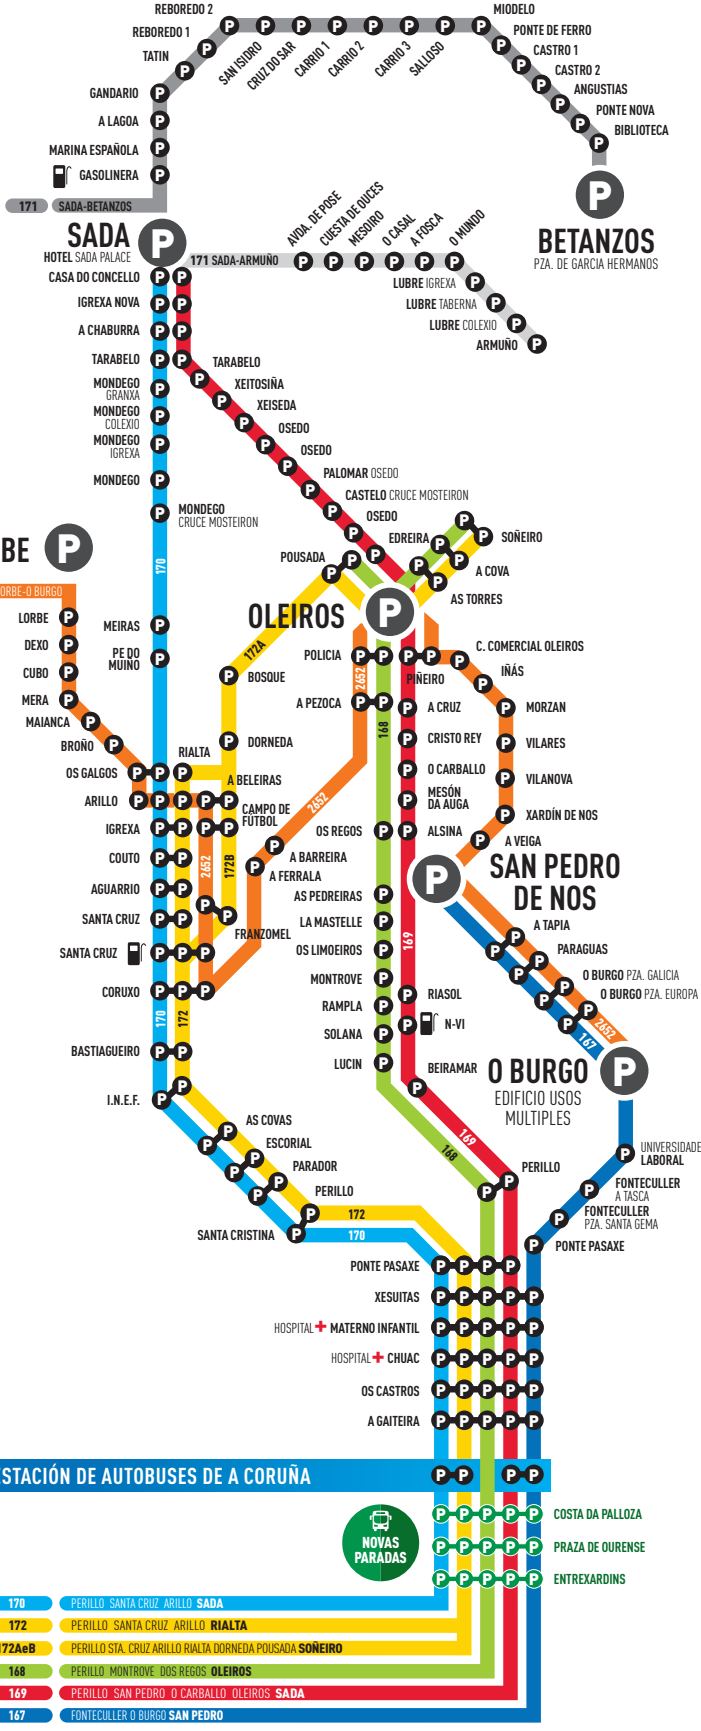 REBOREDO 2
MIODELO
REBOREDO 1
PONTE DE FERRO
TATIN
SAN ISIDRO
CRUZ DO SAR
CARRIO 1
CARRIO 2
CARRIO 3
SALLOSO
CASTRO 1
CASTRO 2
GANDARIO
ANGUSTIAS
PONTE NOVA
A LAGOA
BIBLIOTECA
MARINA ESPAÑOLA
GASOLINERA
171 SADA-BETANZOS
BETANZOS
PZA. DE GARCIA HERMANOS
SADA
HOTEL SADA PALACE
171 SADA-ARMUÑO
AVDA. DE POSE
CUESTA DE OUCES
MESOIRO
O CASAL
A FOSCA
O MUNDO
CASA DO CONCELLO
LUBRE IGREXA
IGREXA NOVA
LUBRE TABERNA
A CHABURRA
LUBRE COLEXIO
ARMUÑO
TARABELO
TARABELO
MONDEGO
GRANXA
XEITOSIÑA
MONDEGO
COLEXIO
XEISEDA
MONDEGO
IGREXA
OSEDO
OSEDO
MONDEGO
PALOMAR OSEDO
CASTELO CRUCE MOSTEIRON
MONDEGO
CRUCE MOSTEIRON
OSEDO
EDREIRA
SOÑEIRO
BE
POUSADA
A COVA
170
AS TORRES
ORBE-O BURGO
OLEIROS
LORBE
MEIRAS
DEXO
PE DO
MUIÑO
172A
POLICIA
C. COMERCIAL OLEIROS
CUBO
BOSQUE
2652
PIÑEIRO
IÑÁS
MERA
A PEZOCA
A CRUZ
MORZAN
MAIANCA
168
BROÑO
DORNEDA
CRISTO REY
VILARES
RIALTA
OS GALGOS
A BELEIRAS
O CARBALLO
VILANOVA
ARILLO
CAMPO DE
FÚTBOL
2652
MESÓN
DA AUGA
XARDÍN DE NOS
IGREXA
OS REGOS
ALSINA
A VEIGA
COUTO
2652
172B
A BARREIRA
A FERRALA
SAN PEDRO
DE NOS
AGUARRIO
AS PEDREIRAS
SANTA CRUZ
LA MASTELLE
A TAPIA
FRANZOMEL
169
SANTA CRUZ
OS LIMOEIROS
PARAGUAS
MONTROVE
O BURGO PZA. GALICIA
CORUXO
RIASOL
O BURGO PZA. EUROPA
170
172
RAMPLA
N-VI
2652
SOLANA
167
BASTIAGUEIRO
LUCIN
BEIRAMAR
O BURGO
EDIFICIO USOS
MULTIPLES
I.N.E.F.
AS COVAS
169
ESCORIAL
168
UNIVERSIDADE
LABORAL
PARADOR
PERILLO
FONTECULLER
A TASCA
PERILLO
172
FONTECULLER
PZA. SANTA GEMA
SANTA CRISTINA
170
PONTE PASAXE
PONTE PASAXE
XESUITAS
HOSPITAL + MATERNO INFANTIL
HOSPITAL + CHUAC
OS CASTROS
A GAITEIRA
ESTACIÓN DE AUTOBUSES DE A CORUÑA
NOVAS
PARADAS
COSTA DA PALLOZA
PRAZA DE OURENSE
ENTREXARDINS
170 PERILLO SANTA CRUZ ARILLO SADA
172 PERILLO SANTA CRUZ ARILLO RIALTA
172AeB PERILLO STA. CRUZ ARILLO RIALTA DORNEDA POUSADA SOÑEIRO
168 PERILLO MONTROVE DOS REGOS OLEIROS
169 PERILLO SAN PEDRO O CARBALLO OLEIROS SADA
167 FONTECULLER O BURGO SAN PEDRO